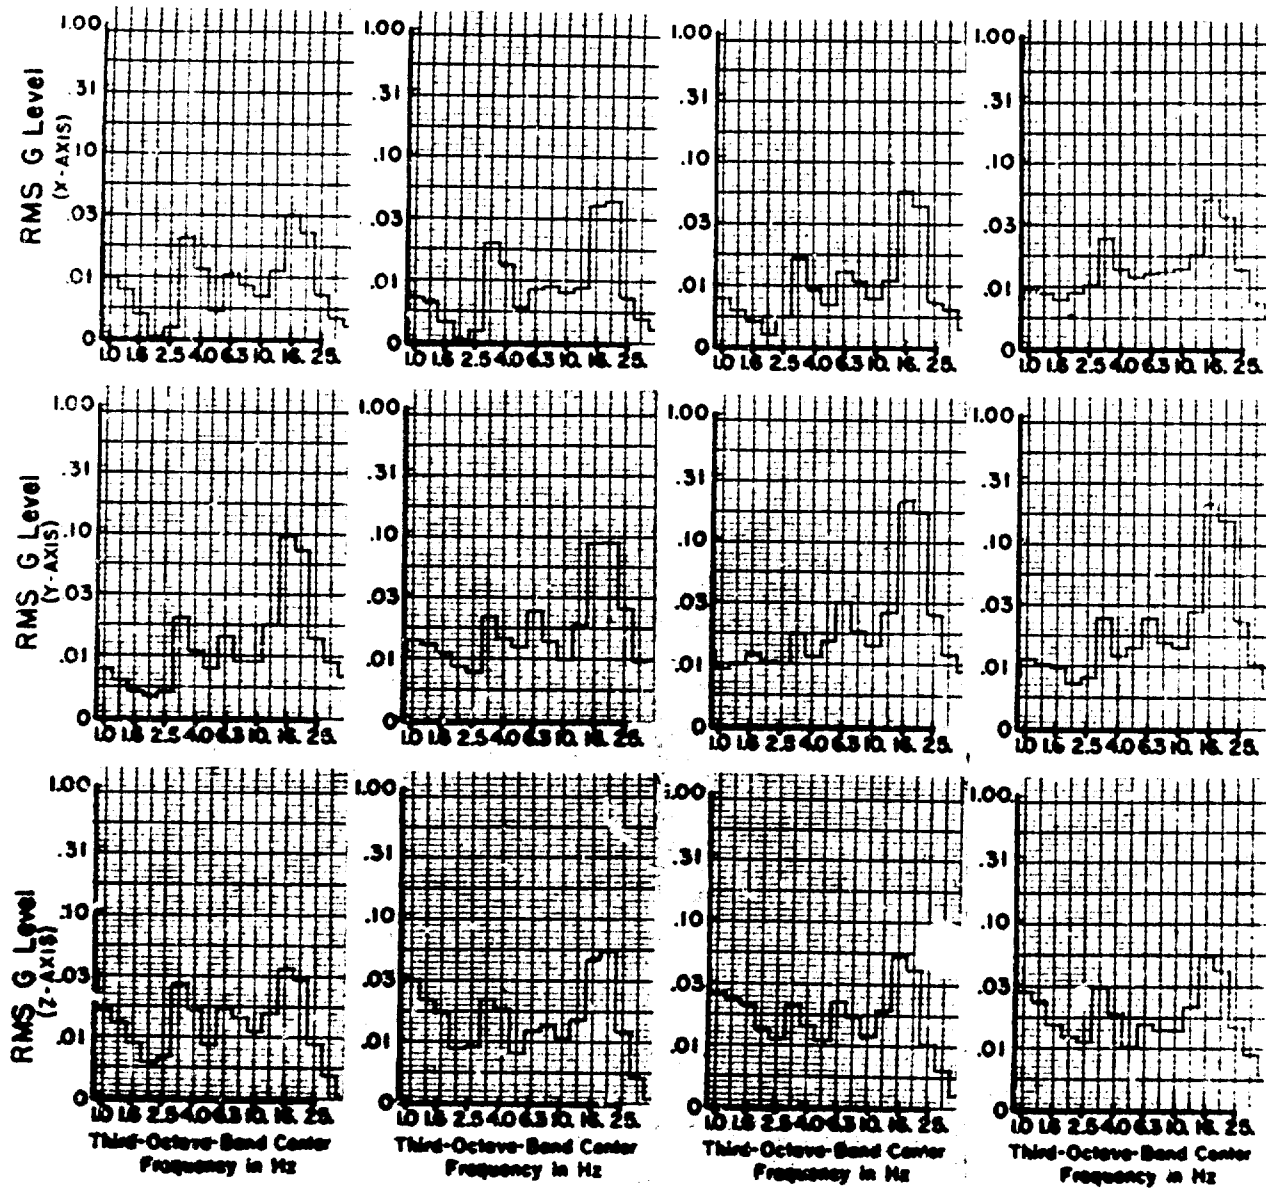 1.00 1.00 1.00 1.00
RMS G Level
(X-AXIS)
.31 .31 .31 .31
.10 .10 .10 .10
.03 .03 .03 .03
.01 .01 .01 .01
0 0 0 0
1.0 1.6 2.5 4.0 6.3 10. 16. 25. 1.0 1.6 2.5 4.0 6.3 10. 16. 25. 1.0 1.6 2.5 4.0 6.3 10. 16. 25. 1.0 1.6 2.5 4.0 6.3 10. 16. 25.
1.00 1.00 1.00 1.00
RMS G Level
(Y-AXIS)
.31 .31 .31 .31
.10 .10 .10 .10
.03 .03 .03 .03
.01 .01 .01 .01
0 0 0 0
1.0 1.6 2.5 4.0 6.3 10. 16. 25. 1.0 1.6 2.5 4.0 6.3 10. 16. 25. 1.0 1.6 2.5 4.0 6.3 10. 16. 25. 1.0 1.6 2.5 4.0 6.3 10. 16. 25.
1.00 1.00 1.00 1.00
RMS G Level
(Z-AXIS)
.31 .31 .31 .31
.10 .10 .10 .10
.03 .03 .03 .03
.01 .01 .01 .01
0 0 0 0
1.0 1.6 2.5 4.0 6.3 10. 16. 25. 1.0 1.6 2.5 4.0 6.3 10. 16. 25. 1.0 1.6 2.5 4.0 6.3 10. 16. 25. 1.0 1.6 2.5 4.0 6.3 10. 16. 25.
Third-Octave-Band Center Third-Octave-Band Center Third-Octave-Band Center Third-Octave-Band Center
Frequency in Hz Frequency in Hz Frequency in Hz Frequency in Hz